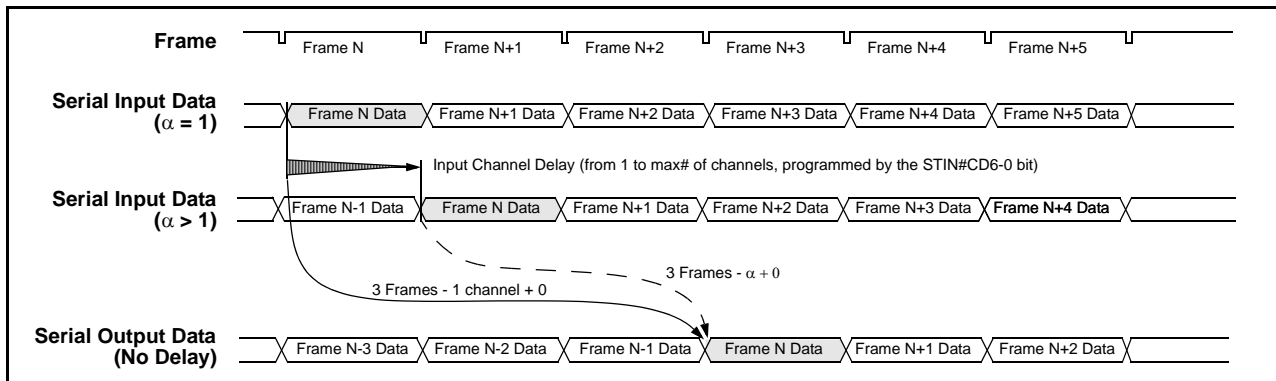 Frame
Frame N Frame N+1 Frame N+2 Frame N+3 Frame N+4 Frame N+5
Serial Input Data
(α = 1)
Frame N Data Frame N+1 Data Frame N+2 Data Frame N+3 Data Frame N+4 Data Frame N+5 Data
Input Channel Delay (from 1 to max# of channels, programmed by the STIN#CD6-0 bit)
Serial Input Data
(α > 1)
Frame N-1 Data Frame N Data Frame N+1 Data Frame N+2 Data Frame N+3 Data Frame N+4 Data
3 Frames - α + 0
3 Frames - 1 channel + 0
Serial Output Data
(No Delay)
Frame N-3 Data Frame N-2 Data Frame N-1 Data Frame N Data Frame N+1 Data Frame N+2 Data